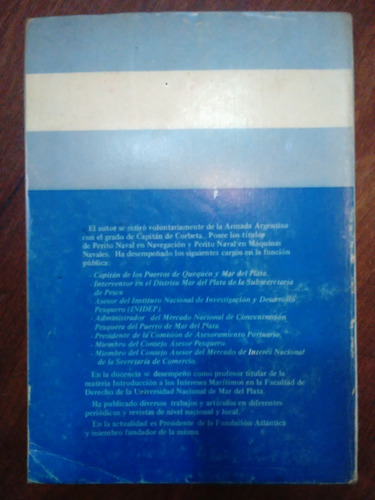 El autor se retiró voluntariamente de la Armada Argentina
con el grado de Capitán de Corbeta. Posee los títulos
de Perito Naval en Navegación y Perito Naval en Máquinas
Navales. Ha desempeñado los siguientes cargos en la función
pública:
- Capitán de los Puertos de Quequén y Mar del Plata.
- Interventor en el Distrito Mar del Plata de la Subsecretaría
de Pesca
- Asesor del Instituto Nacional de Investigación y Desarrollo
Pesquero (INIDEP).
- Administrador del Mercado Nacional de Concentración
Pesquera del Puerto de Mar del Plata.
- Presidente de la Comisión de Asesoramiento Portuario.
- Miembro del Consejo Asesor Pesquero.
- Miembro del Consejo Asesor del Mercado de Interés Nacional
de la Secretaría de Comercio.
En la docencia se desempeñó como profesor titular de la
materia Introducción a los Intereses Marítimos en la Facultad de
Derecho de la Universidad Nacional de Mar del Plata.
Ha publicado diversos trabajos y artículos en diferentes
periódicos y revistas de nivel nacional y local.
En la actualidad es Presidente de la Fundación Atlántica
y miembro fundador de la misma.